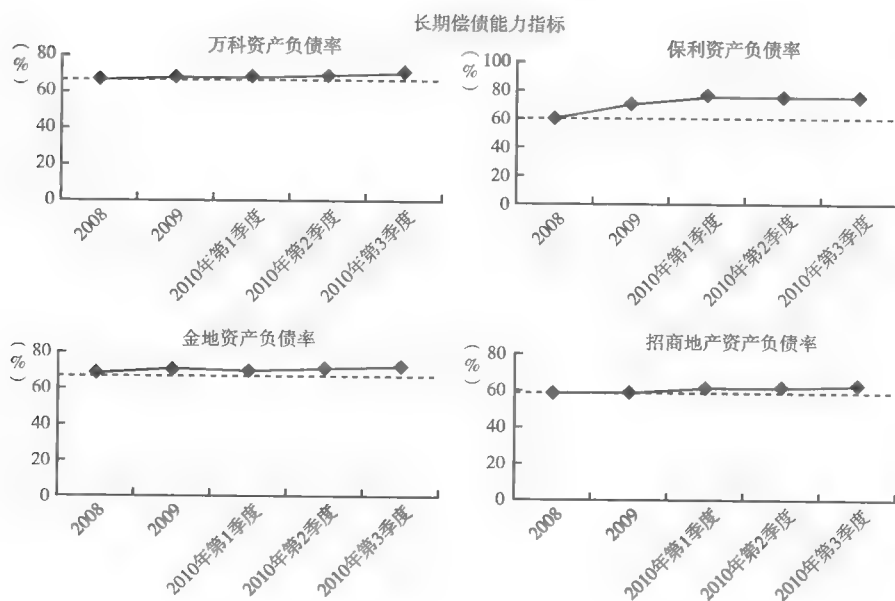 长期偿债能力指标
万科资产负债率
(%)
80
60
40
20
0
2008
2009
2010年第1季度
2010年第2季度
2010年第3季度
保利资产负债率
(%)
100
80
60
40
20
0
2008
2009
2010年第1季度
2010年第2季度
2010年第3季度
金地资产负债率
(%)
80
60
40
20
0
2008
2009
2010年第1季度
2010年第2季度
2010年第3季度
招商地产资产负债率
(%)
80
60
40
20
0
2008
2009
2010年第1季度
2010年第2季度
2010年第3季度